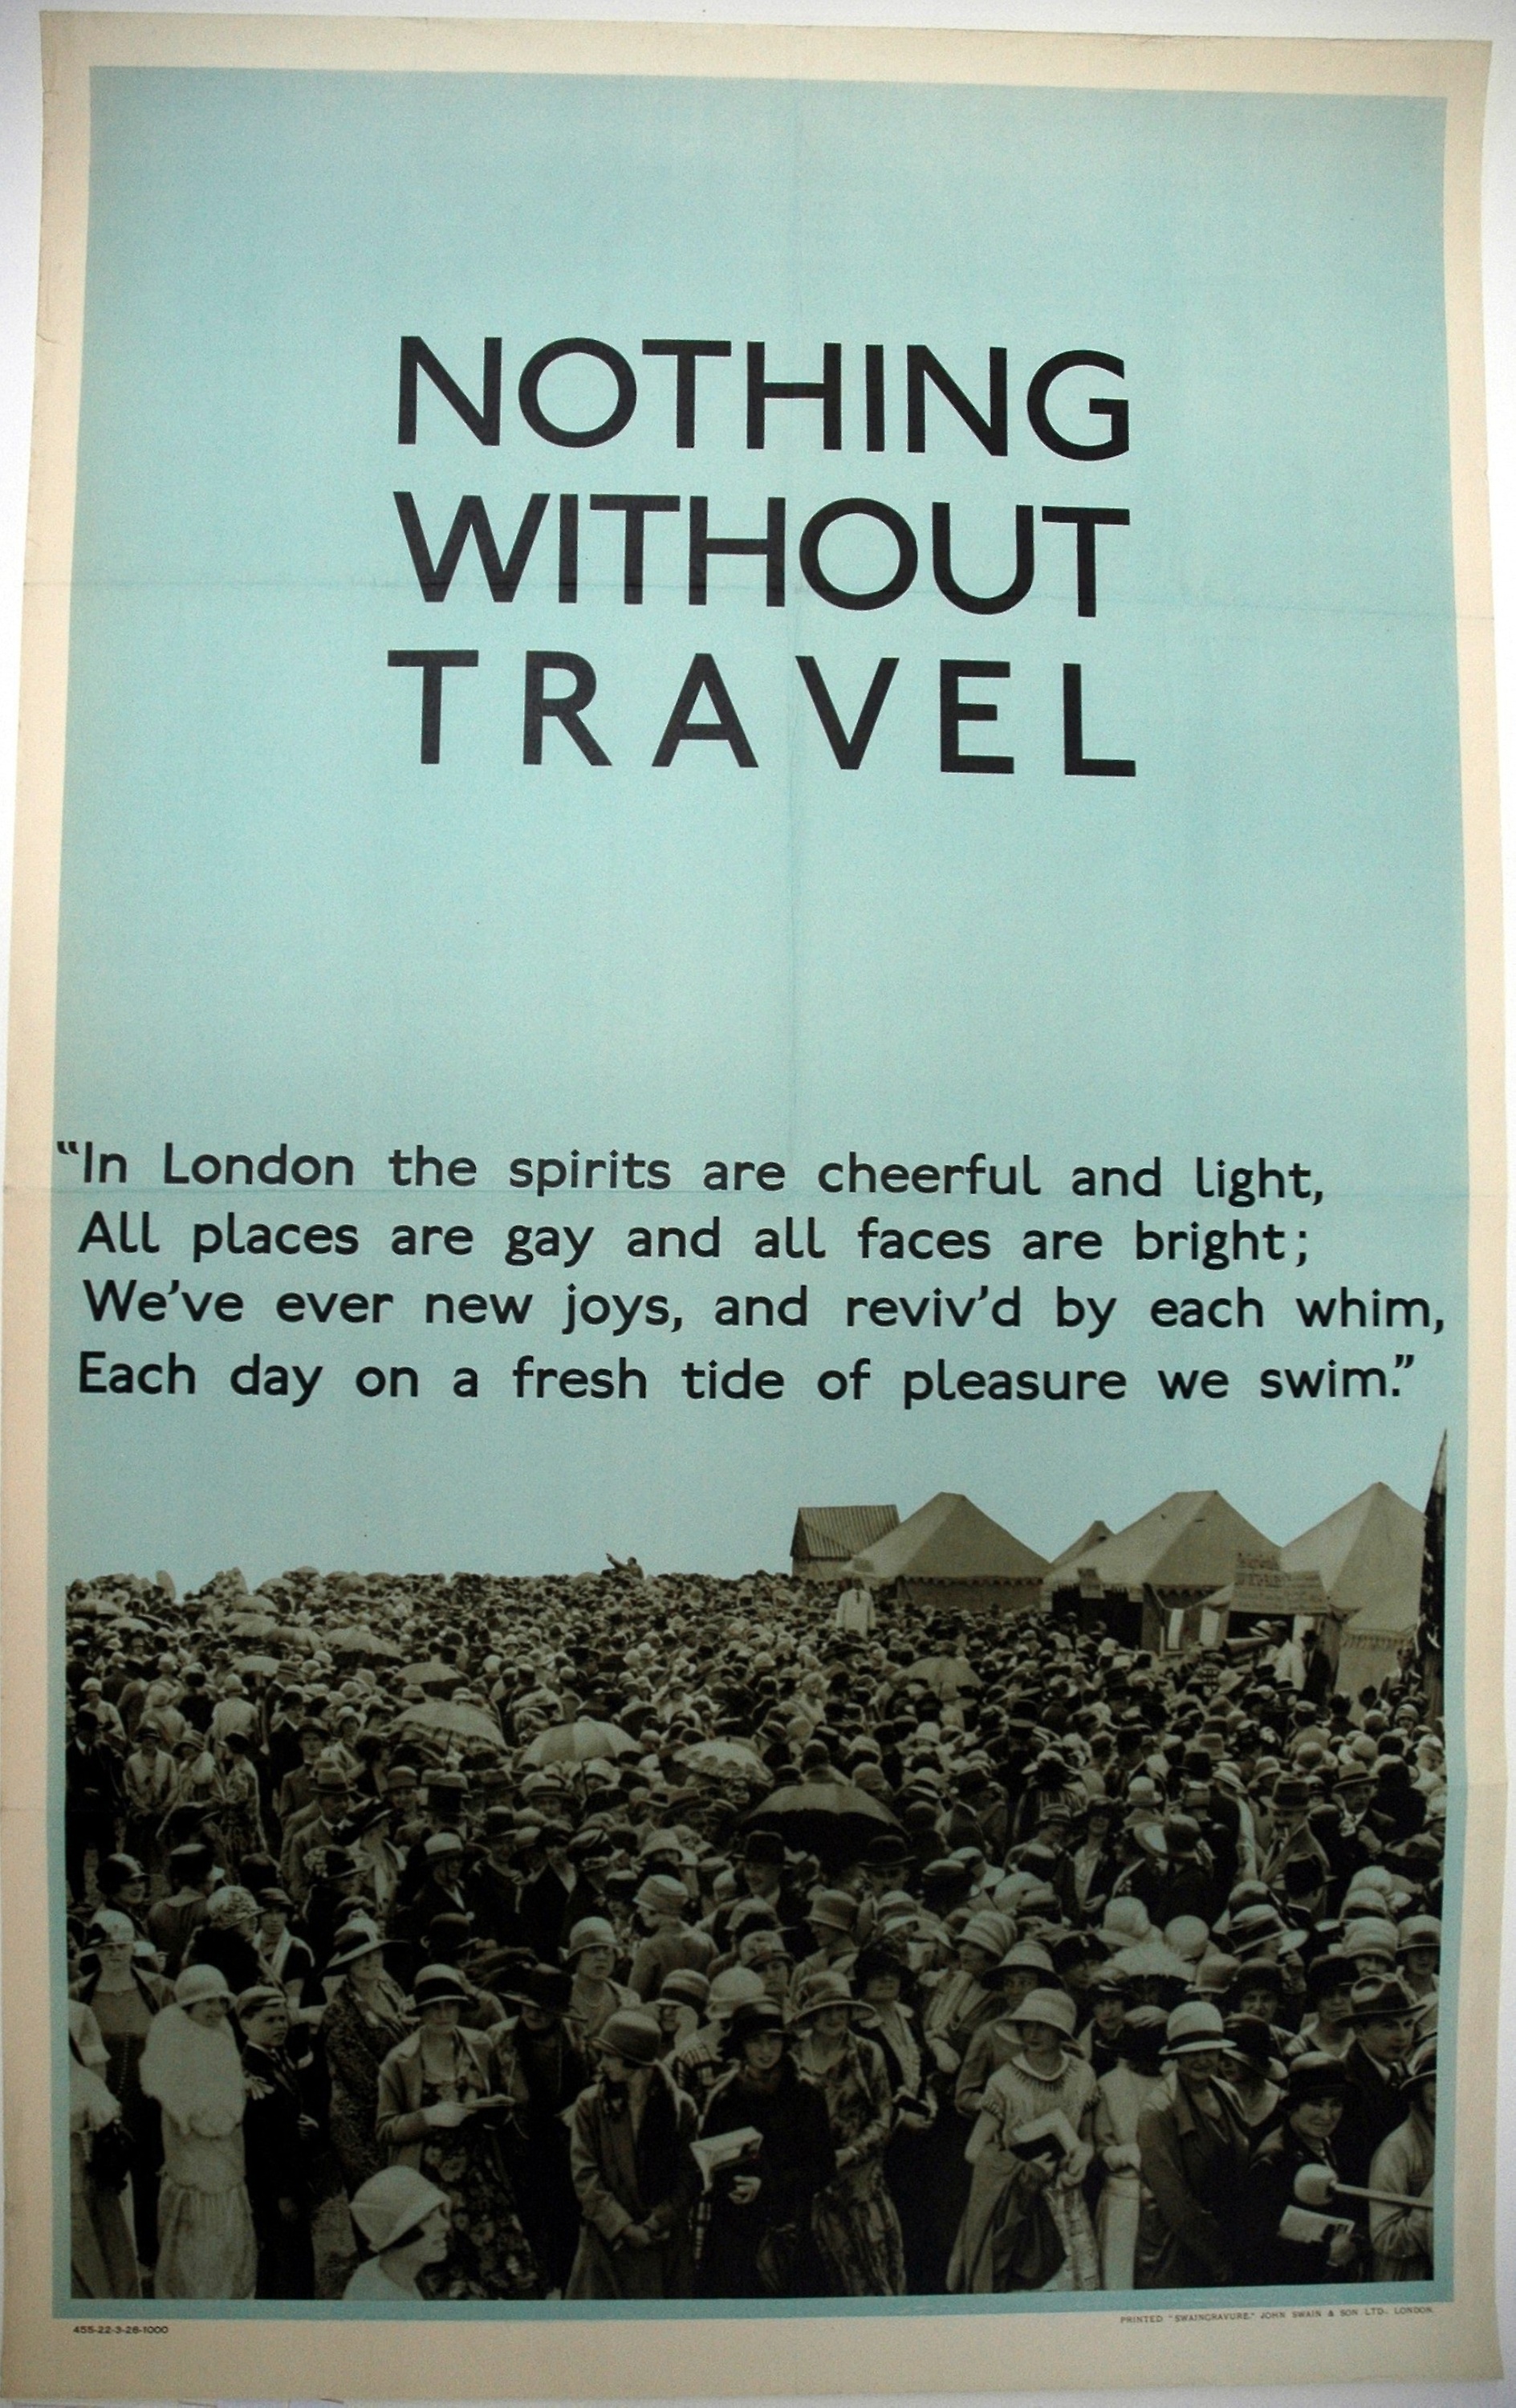 NOTHING
WITHOUT
TRAVEL
“In London the spirits are cheerful and light,
All places are gay and all faces are bright;
We’ve ever new joys, and reviv’d by each whim,
Each day on a fresh tide of pleasure we swim.”
455-22-3-26-1000
PRINTED "SWAINGRAVURE." JOHN SWAIN & SON LTD., LONDON.